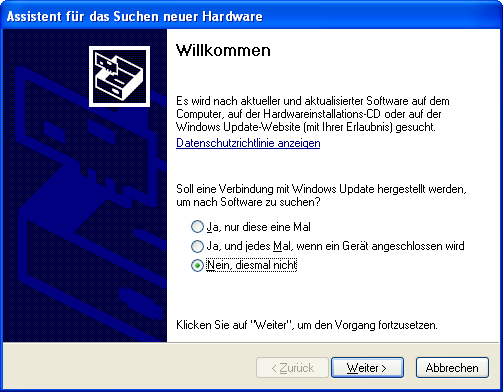 Assistent für das Suchen neuer Hardware
Willkommen
Es wird nach aktueller und aktualisierter Software auf dem
Computer, auf der Hardwareinstallations-CD oder auf der
Windows Update-Website (mit Ihrer Erlaubnis) gesucht.
Datenschutzrichtlinie anzeigen
Soll eine Verbindung mit Windows Update hergestellt werden,
um nach Software zu suchen?
Ja, nur diese eine Mal
Ja, und jedes Mal, wenn ein Gerät angeschlossen wird
Nein, diesmal nicht
Klicken Sie auf "Weiter", um den Vorgang fortzusetzen.
< Zurück Weiter > Abbrechen